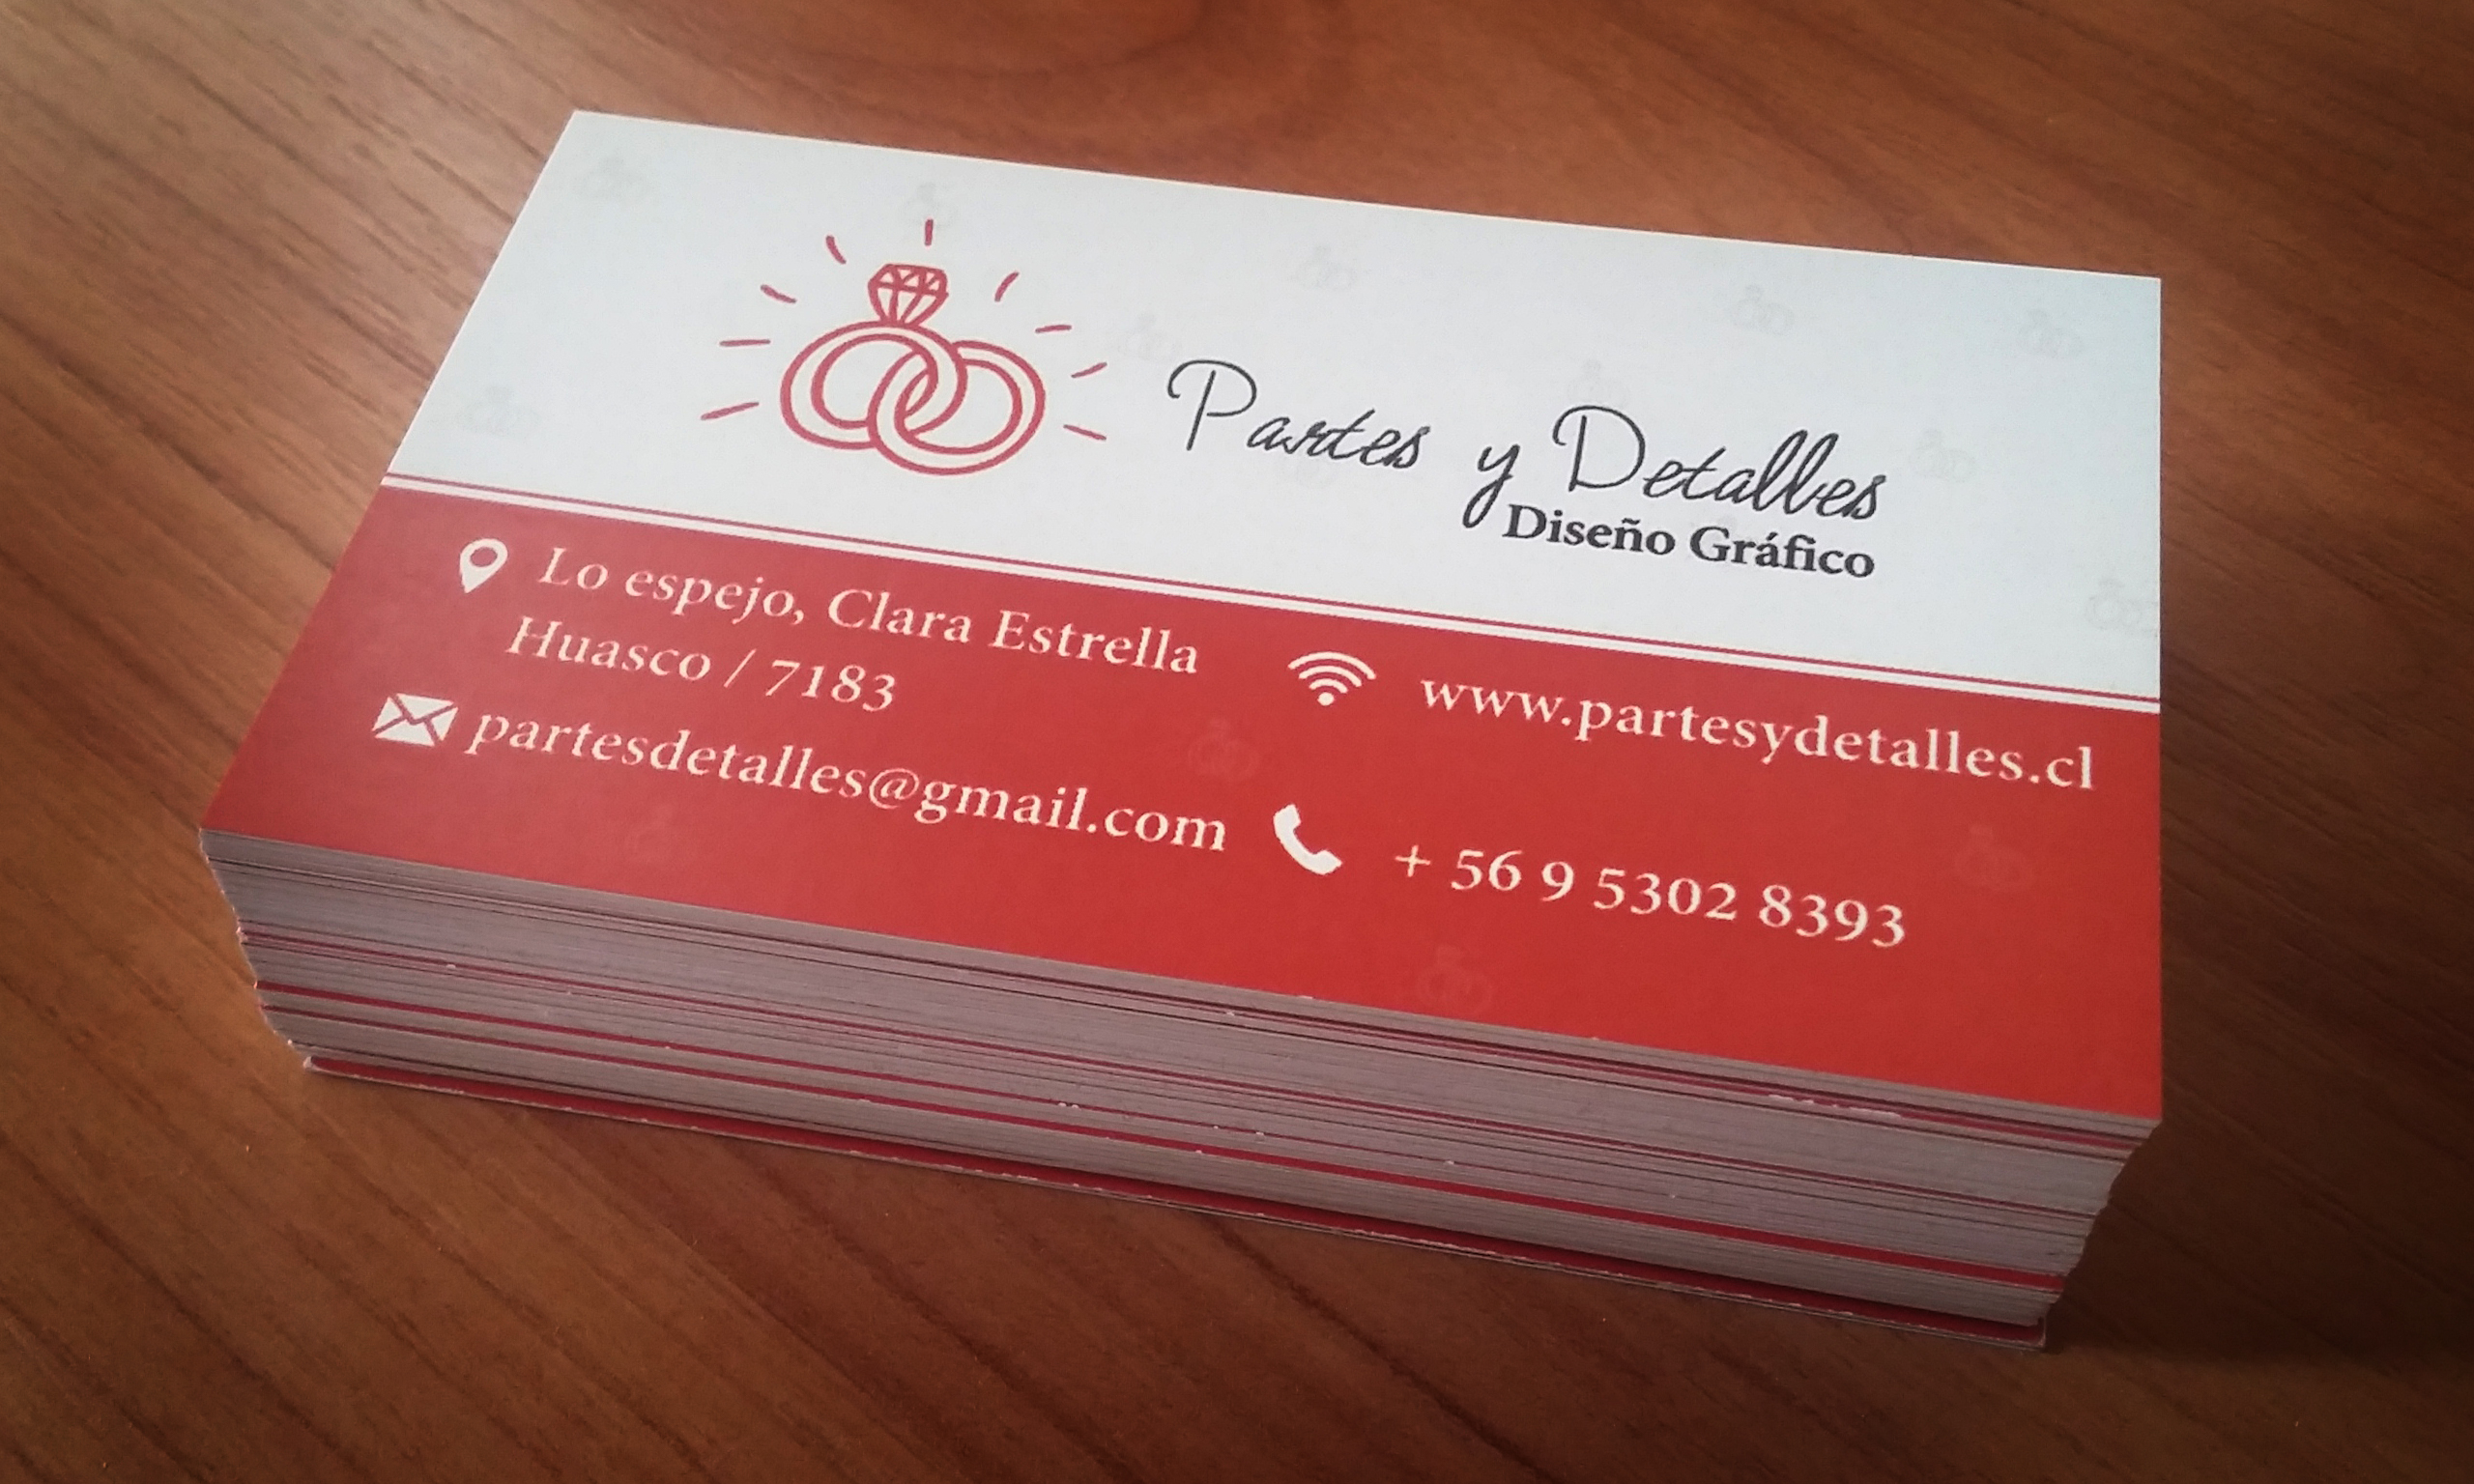 Partes y Detalles
Diseño Gráfico
Lo espejo, Clara Estrella
Huasco / 7183
partesdetalles@gmail.com
www.partesydetalles.cl
+ 56 9 5302 8393